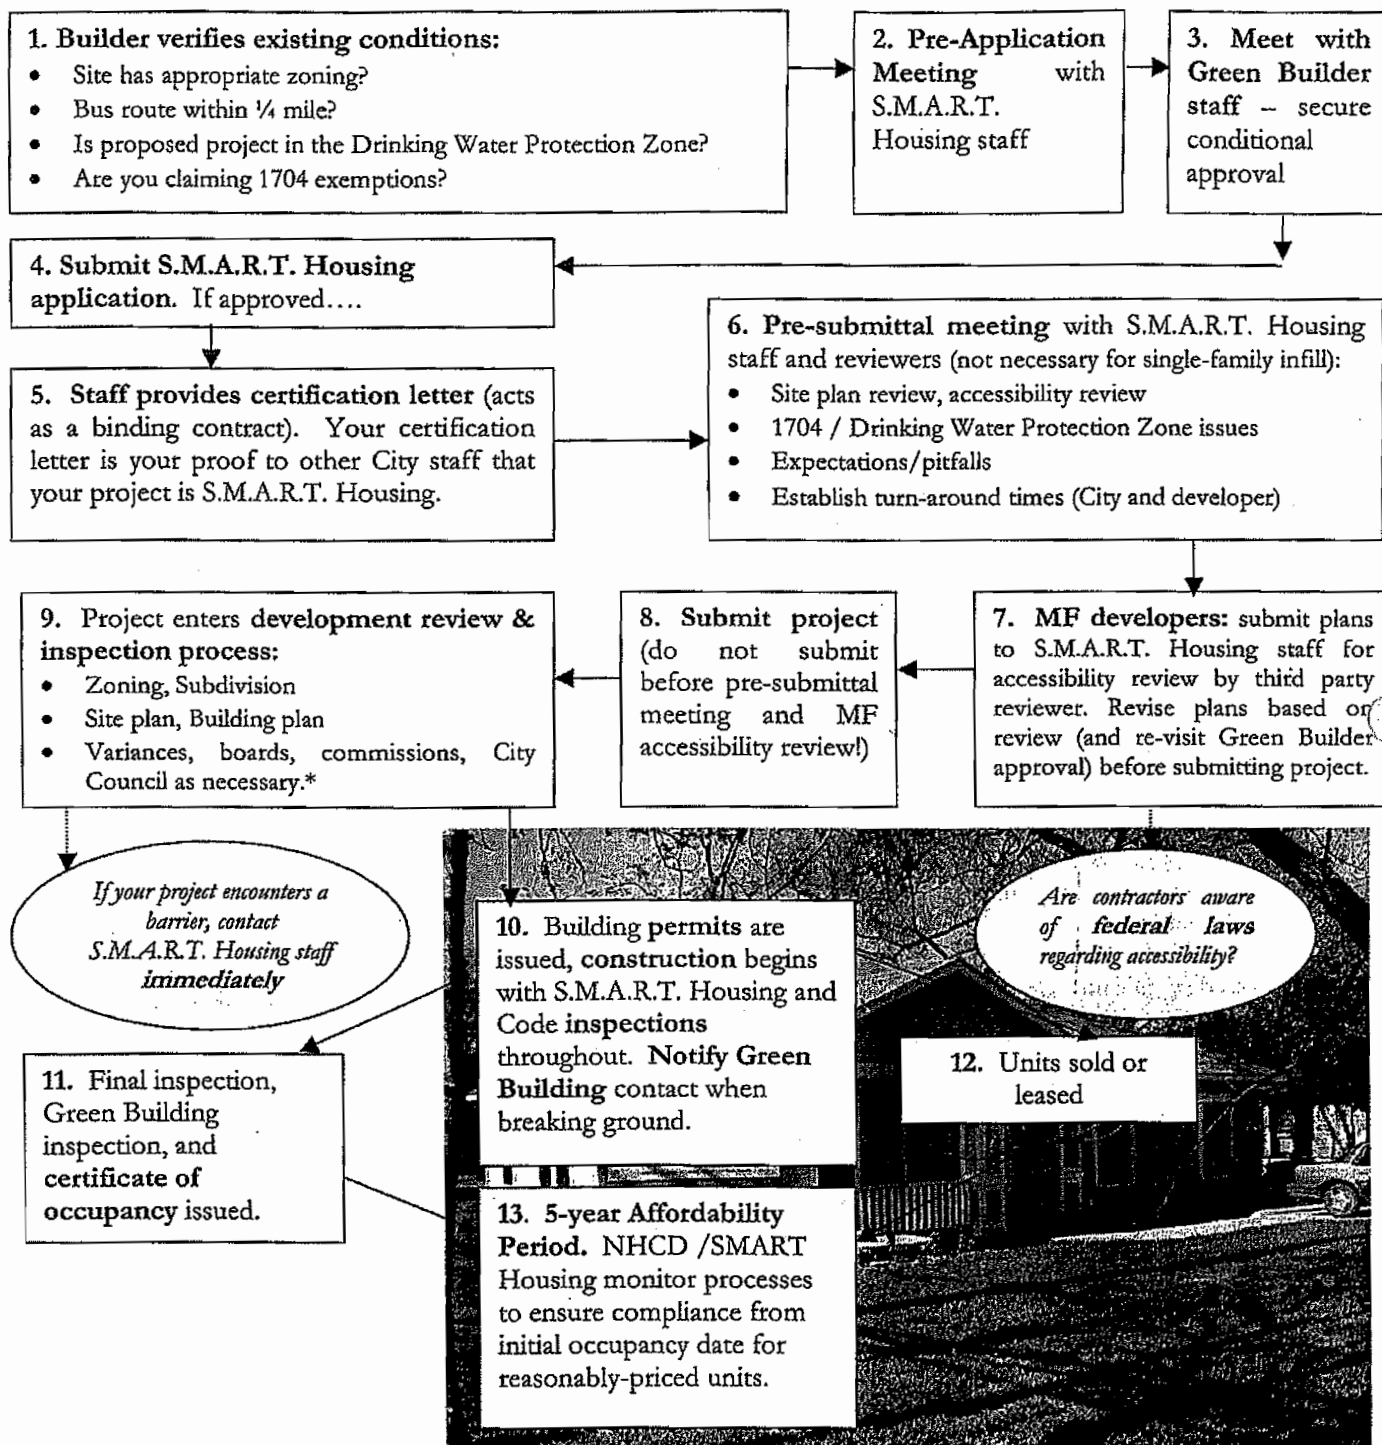 1. Builder verifies existing conditions:
• Site has appropriate zoning?
• Bus route within ¼ mile?
• Is proposed project in the Drinking Water Protection Zone?
• Are you claiming 1704 exemptions?
2. Pre-Application
Meeting with
S.M.A.R.T.
Housing staff
3. Meet with
Green Builder
staff – secure
conditional
approval
4. Submit S.M.A.R.T. Housing
application. If approved….
5. Staff provides certification letter (acts
as a binding contract). Your certification
letter is your proof to other City staff that
your project is S.M.A.R.T. Housing.
6. Pre-submittal meeting with S.M.A.R.T. Housing
staff and reviewers (not necessary for single-family infill):
• Site plan review, accessibility review
• 1704 / Drinking Water Protection Zone issues
• Expectations/pitfalls
• Establish turn-around times (City and developer)
7. MF developers: submit plans
to S.M.A.R.T. Housing staff for
accessibility review by third party
reviewer. Revise plans based on
review (and re-visit Green Builder
approval) before submitting project.
8. Submit project
(do not submit
before pre-submittal
meeting and MF
accessibility review!)
9. Project enters development review &
inspection process:
• Zoning, Subdivision
• Site plan, Building plan
• Variances, boards, commissions, City
Council as necessary.*
If your project encounters a
barrier, contact
S.M.A.R.T. Housing staff
immediately
10. Building permits are
issued, construction begins
with S.M.A.R.T. Housing and
Code inspections
throughout. Notify Green
Building contact when
breaking ground.
Are contractors aware
of federal laws
regarding accessibility?
11. Final inspection,
Green Building
inspection, and
certificate of
occupancy issued.
12. Units sold or
leased
13. 5-year Affordability
Period. NHCD /SMART
Housing monitor processes
to ensure compliance from
initial occupancy date for
reasonably-priced units.